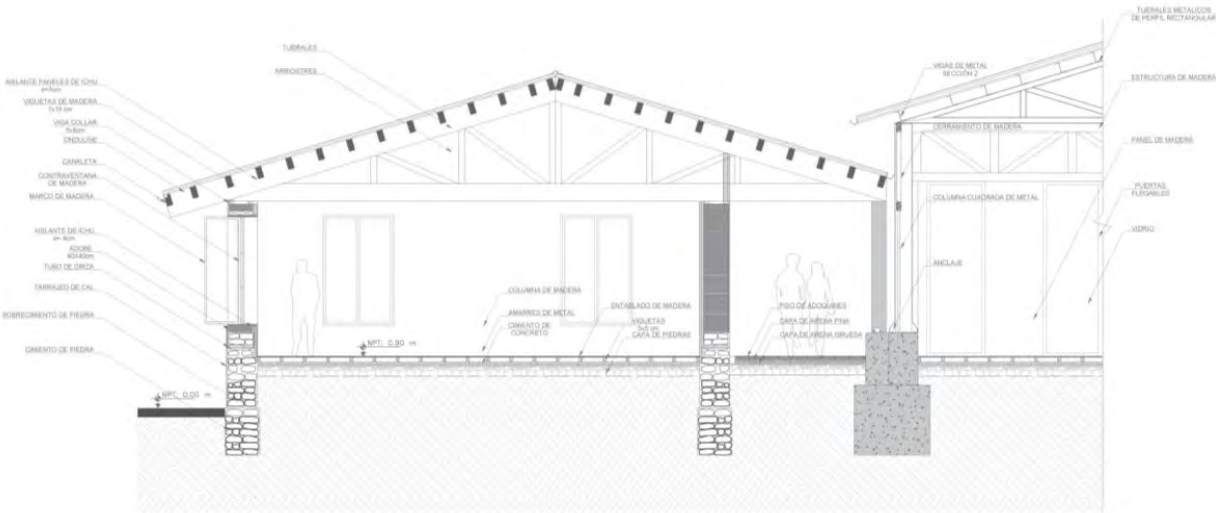 TIJERALES
ARRIOSTRES
AISLANTE PANELES DE ICHU
VIGUETAS DE MADERA
VIGA COLLAR
ONDULINE
CANALETA
CONTRAVENTANA
DE MADERA
MARCO DE MADERA
AISLANTE DE ICHU
ADOBE
40X40cm
TARRAJEO DE CAL
SOBRECIMIENTO DE PIEDRA
CIMIENTO DE PIEDRA
NPT: 0.00 m
NPT: 0.90 m
COLUMNA DE MADERA
AMARRES DE METAL
CIMIENTO DE
CONCRETO
ENTABLADO DE MADERA
VIGUETAS
5x5 cm
CAPA DE PIEDRAS
PISO DE ADOQUINES
CAPA DE ARENA FINA
CAPA DE ARENA GRUESA
VIGAS DE METAL
SECCIÓN Z
CERRAMIENTO DE MADERA
COLUMNA CUADRADA DE METAL
ANCLAJE
TIJERALES METALICOS
DE PERFIL RECTANGULAR
ESTRUCTURA DE MADERA
PANEL DE MADERA
PUERTAS
PLEGABLES
VIDRIO